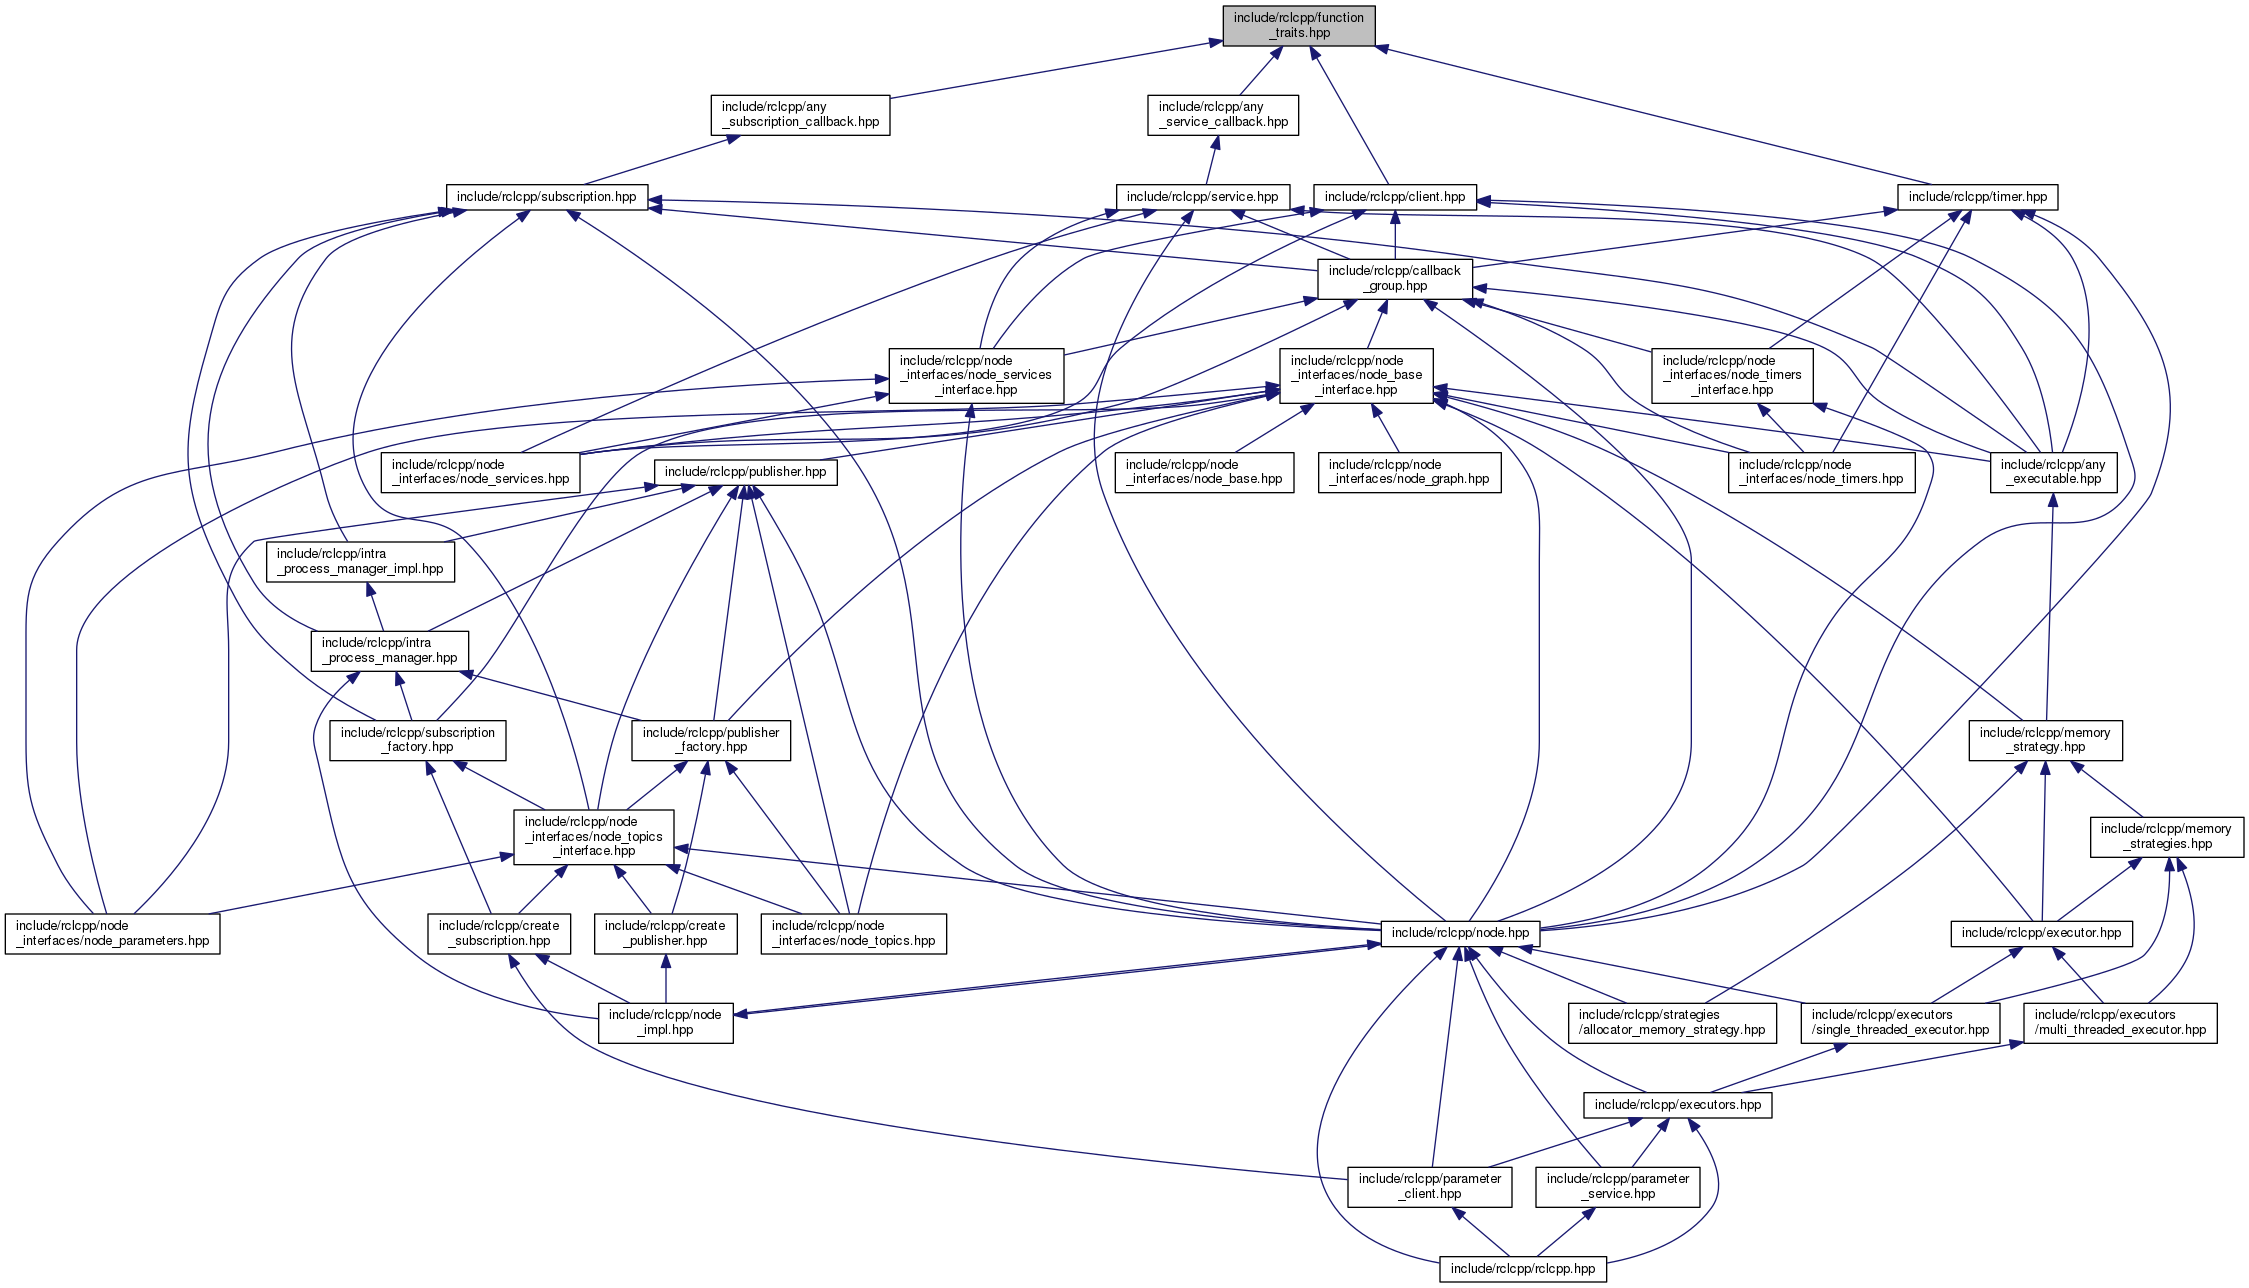 include/rclcpp/function
_traits.hpp
include/rclcpp/any
_subscription_callback.hpp
include/rclcpp/any
_service_callback.hpp
include/rclcpp/subscription.hpp
include/rclcpp/service.hpp
include/rclcpp/client.hpp
include/rclcpp/timer.hpp
include/rclcpp/callback
_group.hpp
include/rclcpp/node
_interfaces/node_services
_interface.hpp
include/rclcpp/node
_interfaces/node_base
_interface.hpp
include/rclcpp/node
_interfaces/node_timers
_interface.hpp
include/rclcpp/node
_interfaces/node_services.hpp
include/rclcpp/publisher.hpp
include/rclcpp/node
_interfaces/node_base.hpp
include/rclcpp/node
_interfaces/node_graph.hpp
include/rclcpp/node
_interfaces/node_timers.hpp
include/rclcpp/any
_executable.hpp
include/rclcpp/intra
_process_manager_impl.hpp
include/rclcpp/intra
_process_manager.hpp
include/rclcpp/subscription
_factory.hpp
include/rclcpp/publisher
_factory.hpp
include/rclcpp/memory
_strategy.hpp
include/rclcpp/node
_interfaces/node_topics
_interface.hpp
include/rclcpp/memory
_strategies.hpp
include/rclcpp/node
_interfaces/node_parameters.hpp
include/rclcpp/create
_subscription.hpp
include/rclcpp/create
_publisher.hpp
include/rclcpp/node
_interfaces/node_topics.hpp
include/rclcpp/node.hpp
include/rclcpp/executor.hpp
include/rclcpp/node
_impl.hpp
include/rclcpp/strategies
/allocator_memory_strategy.hpp
include/rclcpp/executors
/single_threaded_executor.hpp
include/rclcpp/executors
/multi_threaded_executor.hpp
include/rclcpp/executors.hpp
include/rclcpp/parameter
_client.hpp
include/rclcpp/parameter
_service.hpp
include/rclcpp/rclcpp.hpp